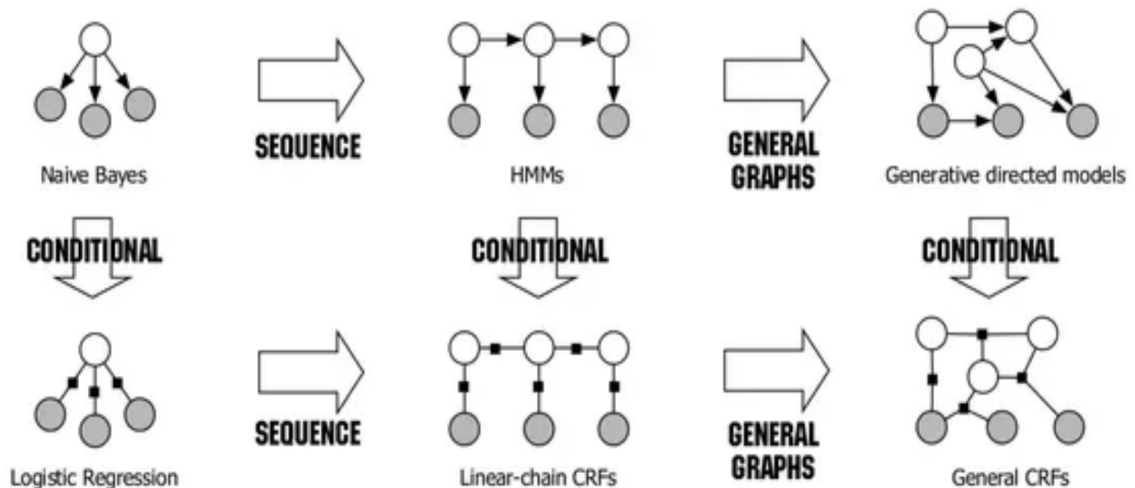 SEQUENCE
GENERAL
GRAPHS
Naive Bayes
HMMs
Generative directed models
CONDITIONAL
CONDITIONAL
CONDITIONAL
SEQUENCE
GENERAL
GRAPHS
Logistic Regression
Linear-chain CRFs
General CRFs